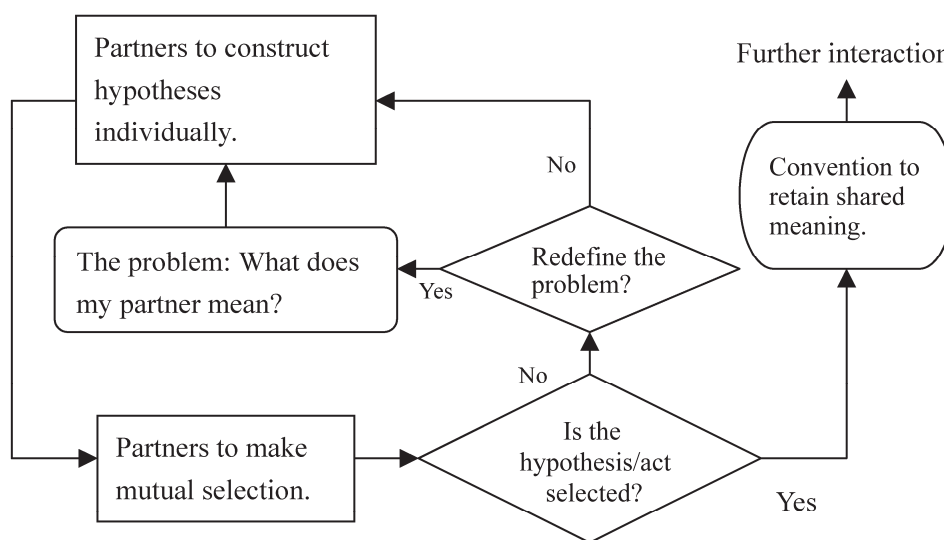 Partners to construct
hypotheses
individually.
Further interaction
No
Convention to
retain shared
meaning.
The problem: What does
my partner mean?
Yes
Redefine the
problem?
No
Partners to make
mutual selection.
Is the
hypothesis/act
selected?
Yes